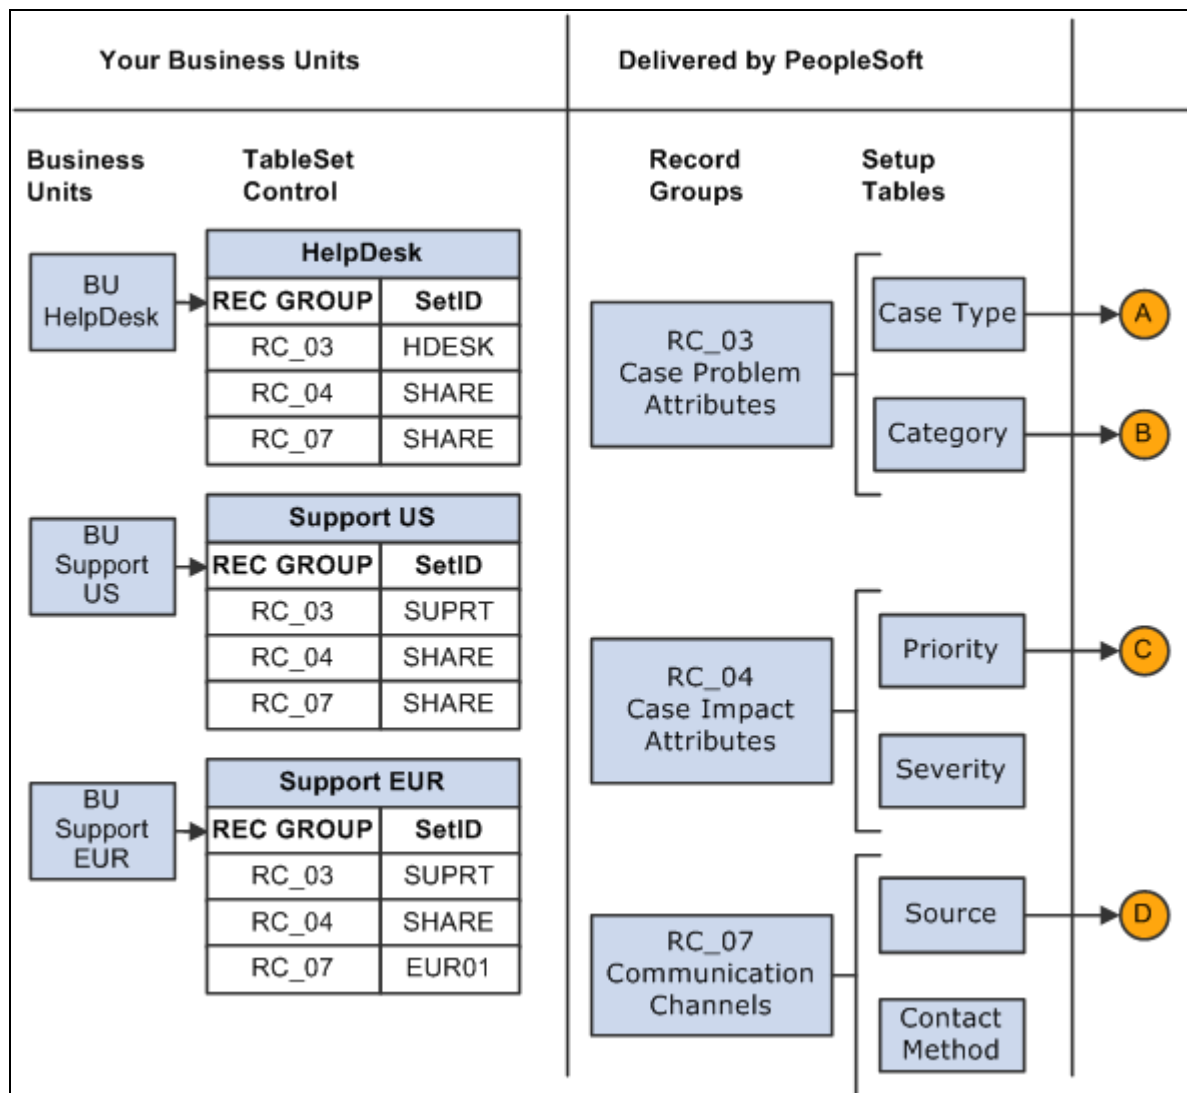 Your Business Units
Delivered by PeopleSoft
Business
Units
TableSet
Control
Record
Groups
Setup
Tables
BU
HelpDesk
HelpDesk
REC GROUP SetID
RC_03 HDESK
RC_04 SHARE
RC_07 SHARE
BU
Support
US
Support US
REC GROUP SetID
RC_03 SUPRT
RC_04 SHARE
RC_07 SHARE
BU
Support
EUR
Support EUR
REC GROUP SetID
RC_03 SUPRT
RC_04 SHARE
RC_07 EUR01
RC_03
Case Problem
Attributes
Case Type
A
Category
B
RC_04
Case Impact
Attributes
Priority
C
Severity
RC_07
Communication
Channels
Source
D
Contact
Method